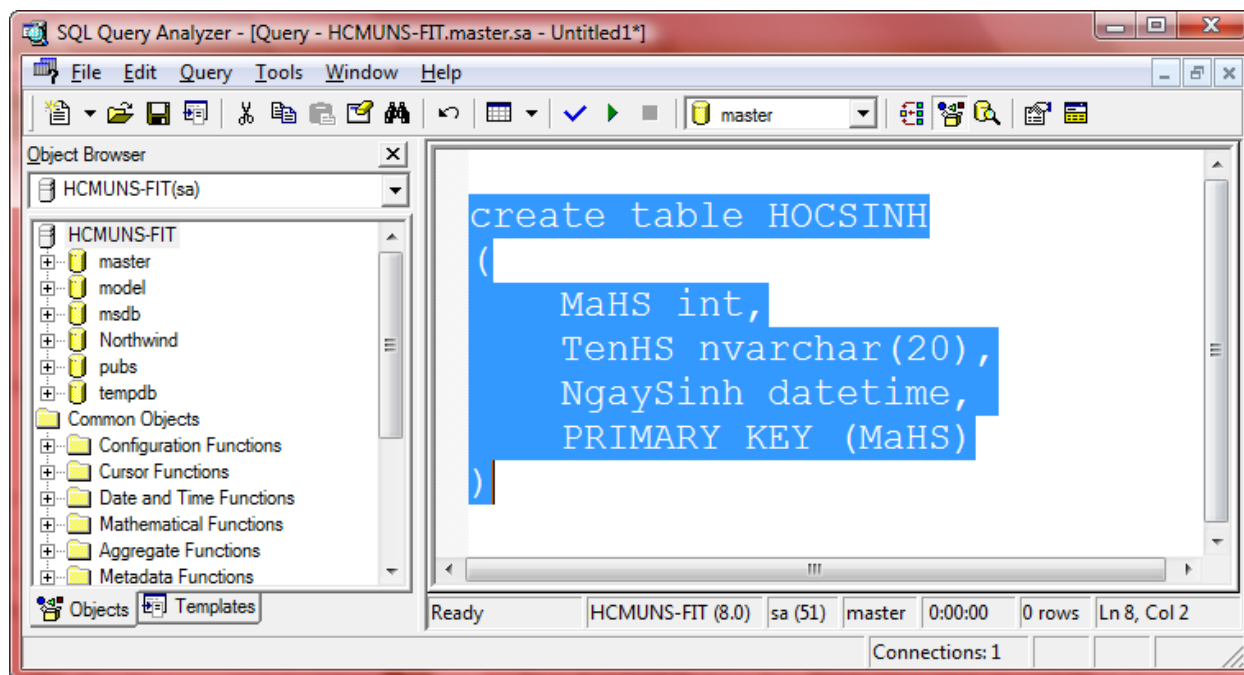 SQL Query Analyzer - [Query - HCMUNS-FIT.master.sa - Untitled1*]
File Edit Query Tools Window Help
master
Object Browser
HCMUNS-FIT(sa)
HCMUNS-FIT
master
model
msdb
Northwind
pubs
tempdb
Common Objects
Configuration Functions
Cursor Functions
Date and Time Functions
Mathematical Functions
Aggregate Functions
Metadata Functions
Objects Templates
create table HOCSINH
(
MaHS int,
TenHS nvarchar(20),
NgaySinh datetime,
PRIMARY KEY (MaHS)
)
Ready HCMUNS-FIT (8.0) sa (51) master 0:00:00 0 rows Ln 8, Col 2
Connections: 1